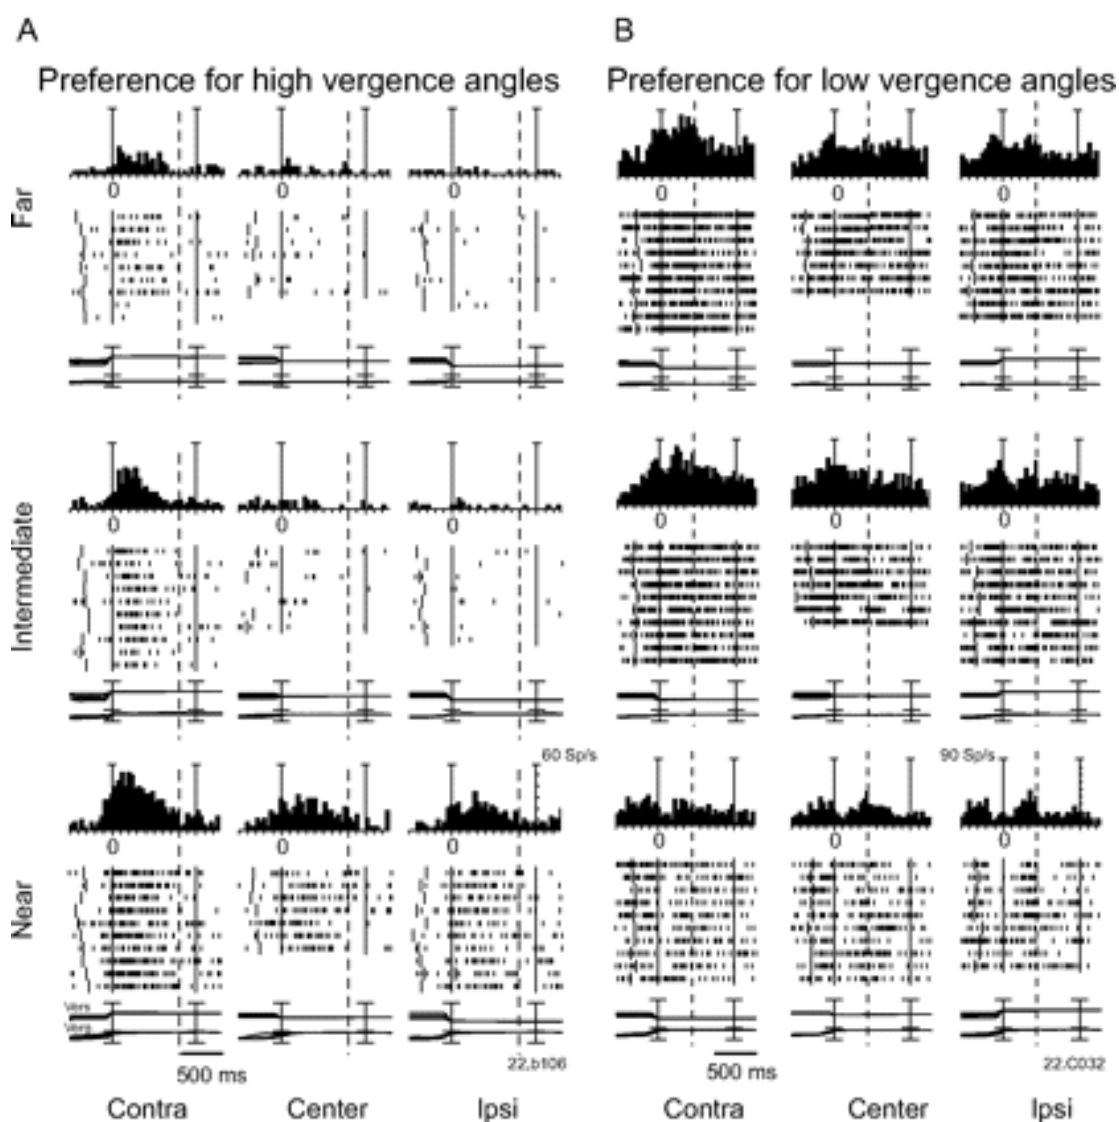 A
B
Preference for high vergence angles
Preference for low vergence angles
Far
0
0
0
0
0
0
Intermediate
0
0
0
0
0
0
60 Sp/s
90 Sp/s
Near
0
0
0
0
0
0
Vers
Verg
22,b106
22,C032
500 ms
500 ms
Contra
Center
Ipsi
Contra
Center
Ipsi